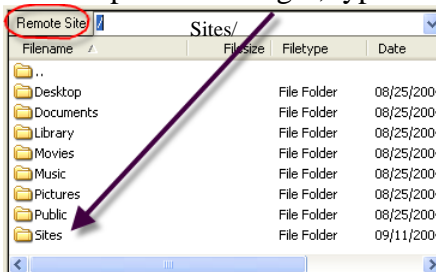 Remote Site /
Sites/
Filename Filesize Filetype Date
..
Desktop File Folder 08/25/200
Documents File Folder 08/25/200
Library File Folder 08/25/200
Movies File Folder 08/25/200
Music File Folder 08/25/200
Pictures File Folder 08/25/200
Public File Folder 08/25/200
Sites File Folder 09/11/200